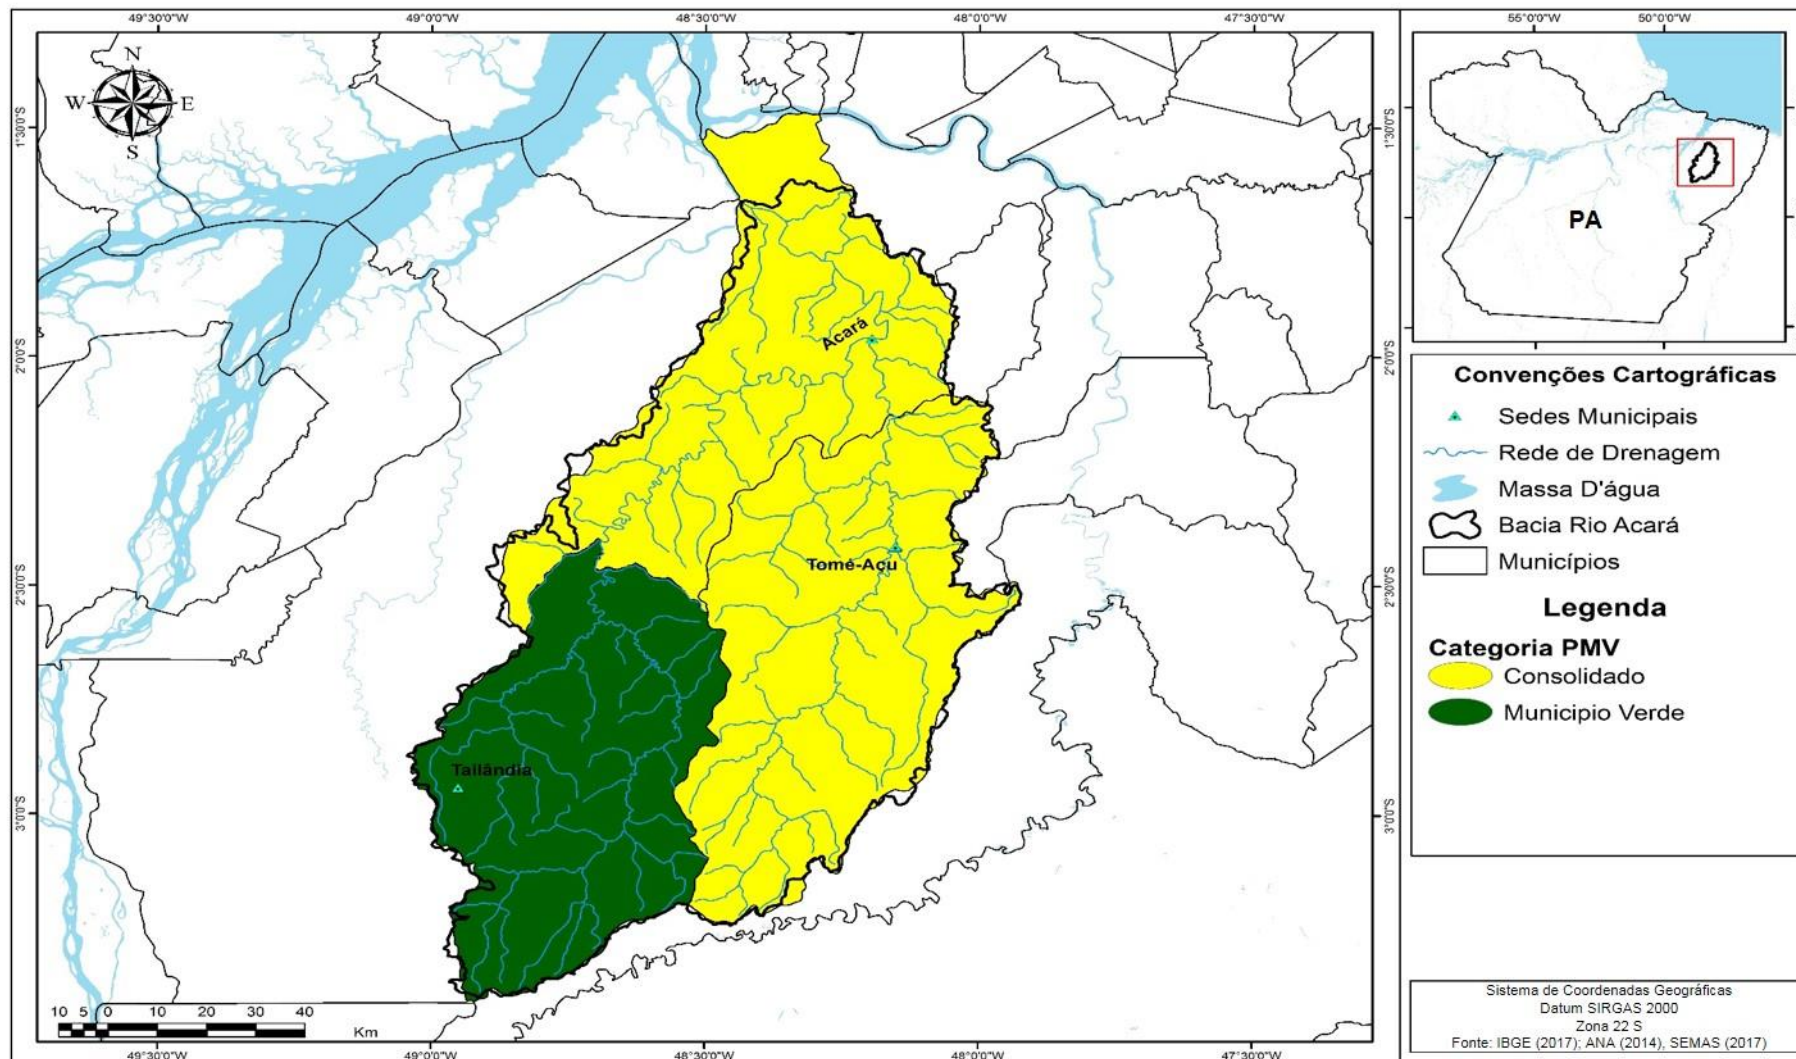 49°30'0"W 49°0'0"W 48°30'0"W 48°0'0"W 47°30'0"W
55°0'0"W 50°0'0"W
N
W E
S
1°30'0"S
1°30'0"S
PA
Acará
2°0'0"S
2°0'0"S
Tomé-Açu
2°30'0"S
2°30'0"S
Tailândia
3°0'0"S
3°0'0"S
10 5 0 10 20 30 40
Km
49°30'0"W 49°0'0"W 48°30'0"W 48°0'0"W 47°30'0"W
Convenções Cartográficas
Sedes Municipais
Rede de Drenagem
Massa D'água
Bacia Rio Acará
Municípios
Legenda
Categoria PMV
Consolidado
Municipio Verde
Sistema de Coordenadas Geográficas
Datum SIRGAS 2000
Zona 22 S
Fonte: IBGE (2017); ANA (2014), SEMAS (2017)